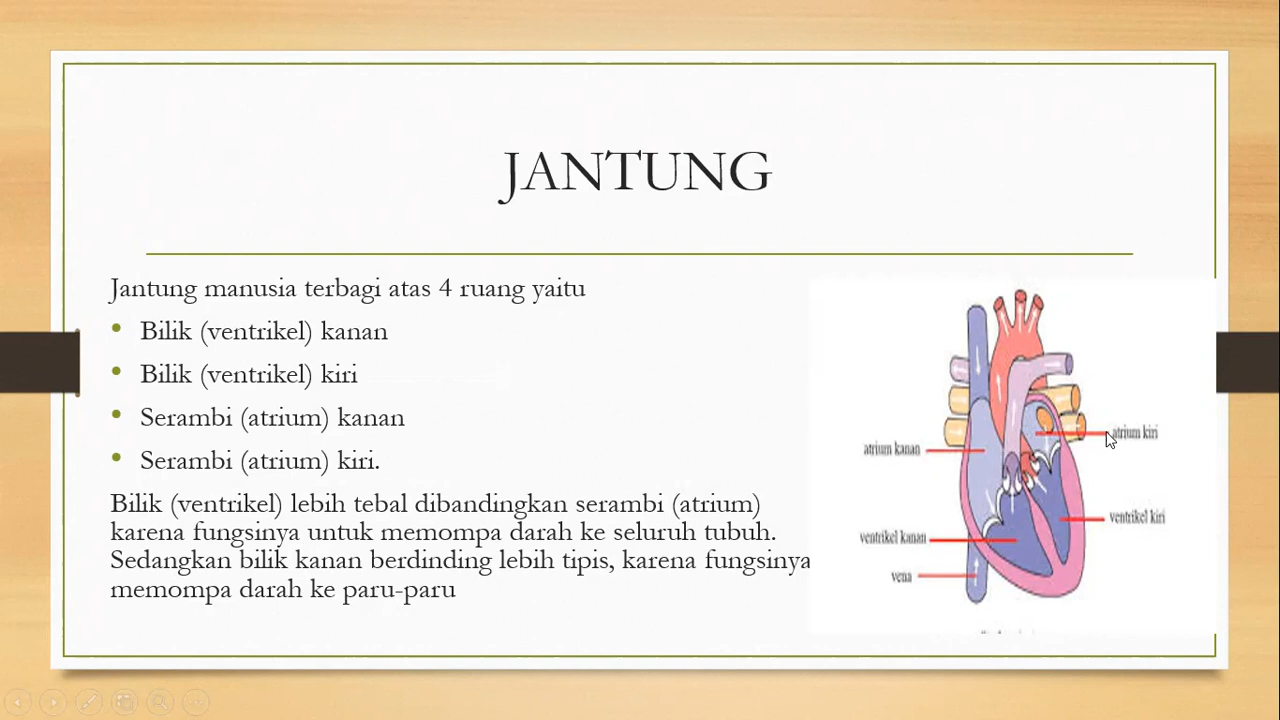 JANTUNG
Jantung manusia terbagi atas 4 ruang yaitu
• Bilik (ventrikel) kanan
• Bilik (ventrikel) kiri
• Serambi (atrium) kanan
• Serambi (atrium) kiri.
Bilik (ventrikel) lebih tebal dibandingkan serambi (atrium)
karena fungsinya untuk memompa darah ke seluruh tubuh.
Sedangkan bilik kanan berdinding lebih tipis, karena fungsinya
memompa darah ke paru-paru
atrium kiri
atrium kanan
ventrikel kiri
ventrikel kanan
vena